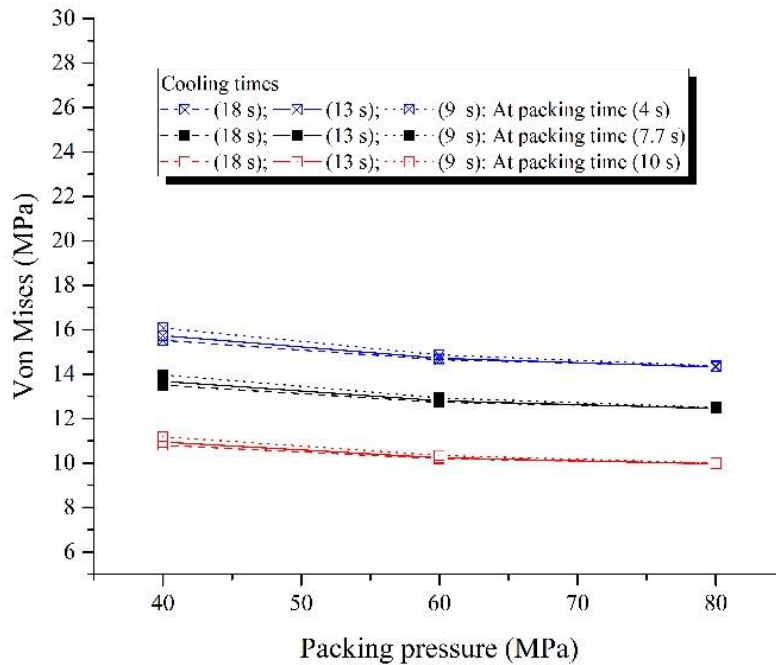 30
28
26
24
22
20
18
16
14
12
10
8
6
Von Mises (MPa)
Cooling times
(18 s); (13 s); (9 s): At packing time (4 s)
(18 s); (13 s); (9 s): At packing time (7.7 s)
(18 s); (13 s); (9 s): At packing time (10 s)
40 50 60 70 80
Packing pressure (MPa)